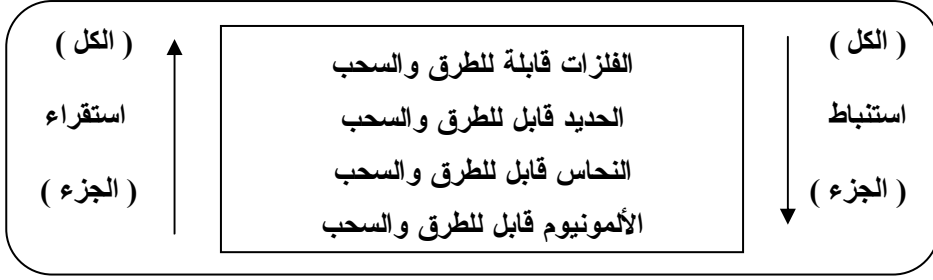 ( الكل )
استنباط
( الجزء )
الفلزات قابلة للطرق والسحب
الحديد قابل للطرق والسحب
النحاس قابل للطرق والسحب
الألمونيوم قابل للطرق والسحب
( الكل )
استقراء
( الجزء )